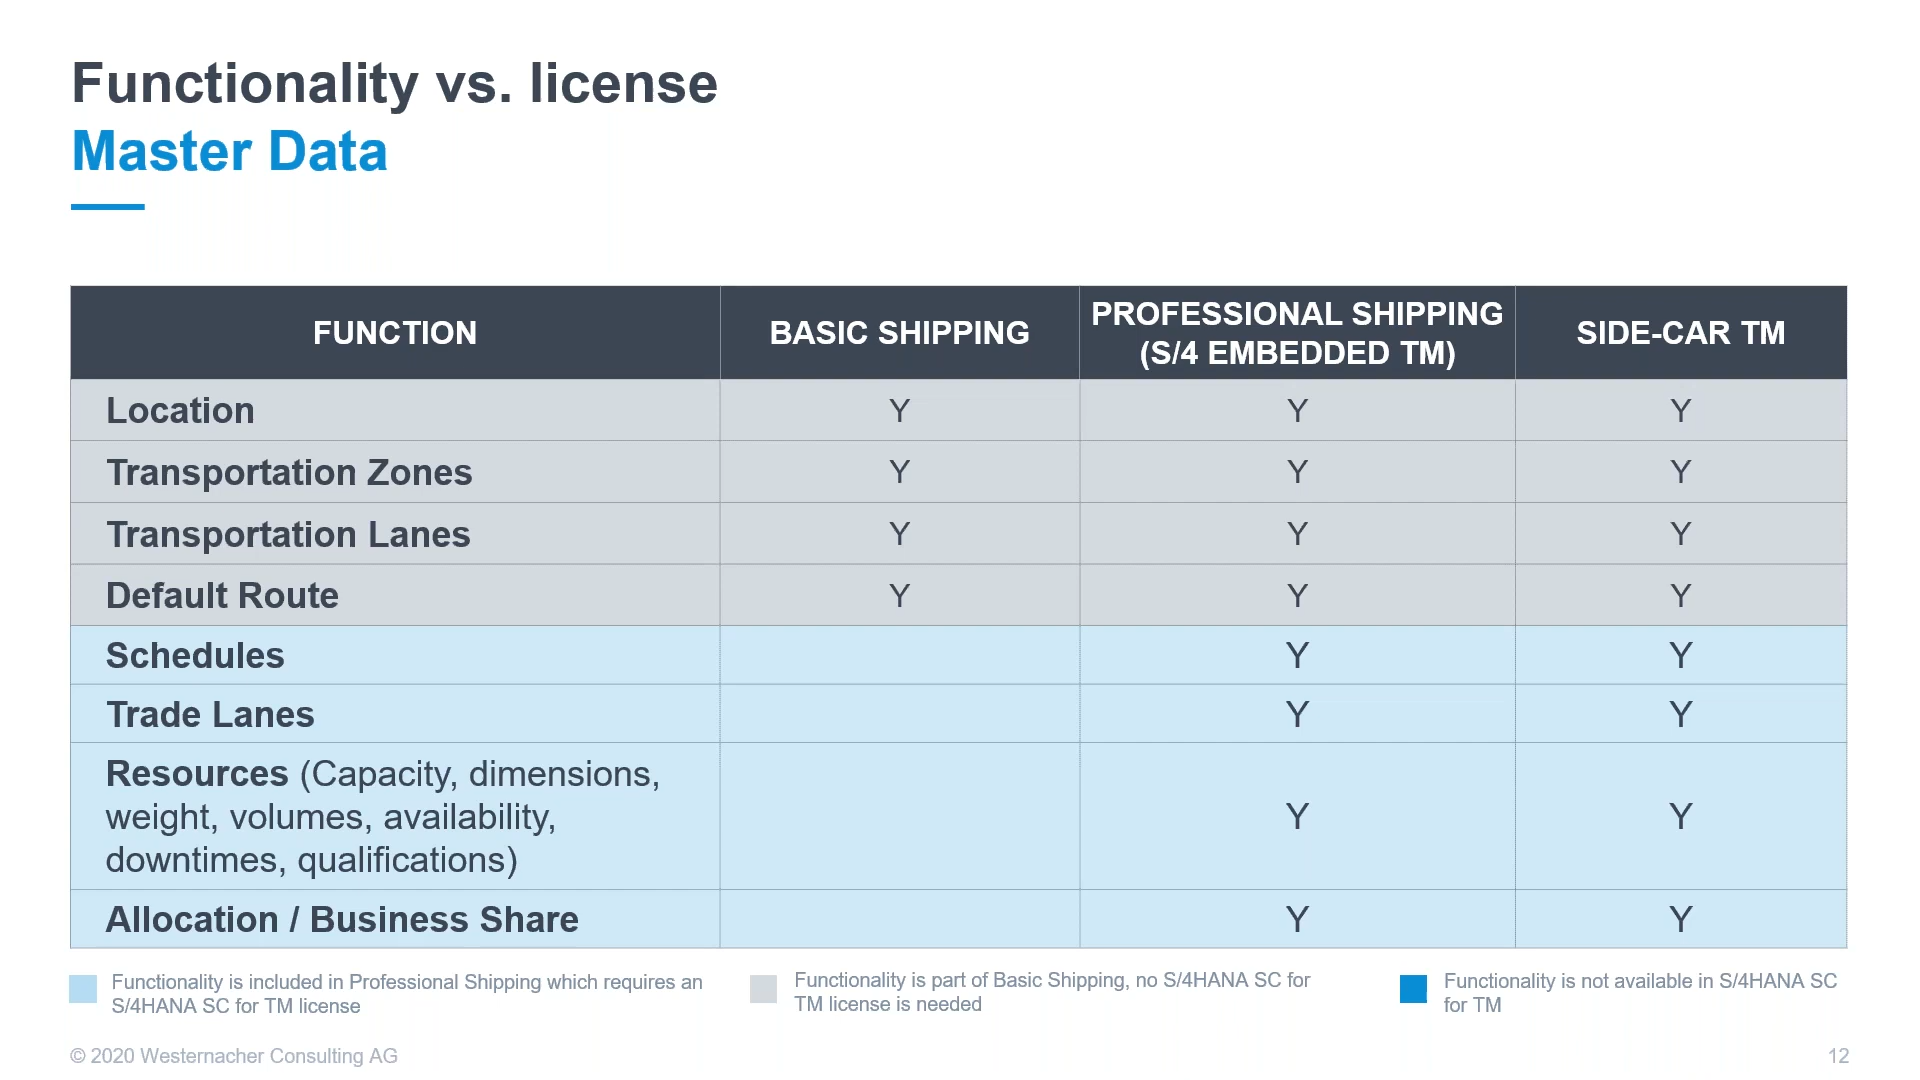 Functionality vs. license
Master Data
FUNCTION
BASIC SHIPPING
PROFESSIONAL SHIPPING
(S/4 EMBEDDED TM)
SIDE-CAR TM
Location Y Y Y
Transportation Zones Y Y Y
Transportation Lanes Y Y Y
Default Route Y Y Y
Schedules Y Y
Trade Lanes Y Y
Resources (Capacity, dimensions,
weight, volumes, availability,
downtimes, qualifications)
Y Y
Allocation / Business Share Y Y
Functionality is included in Professional Shipping which requires an
S/4HANA SC for TM license
Functionality is part of Basic Shipping, no S/4HANA SC for
TM license is needed
Functionality is not available in S/4HANA SC
for TM
© 2020 Westernacher Consulting AG
12